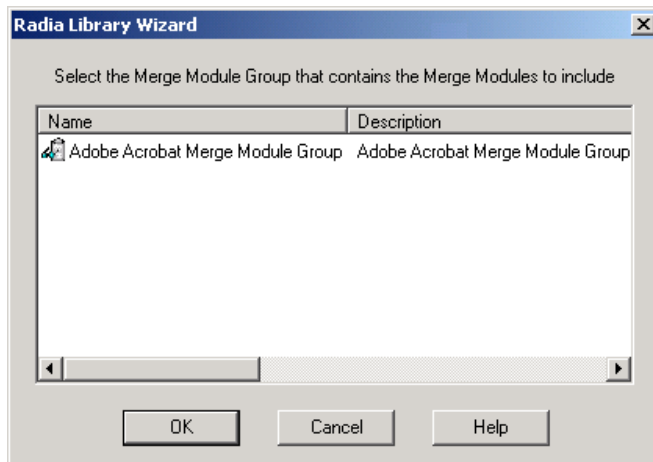 Radia Library Wizard
Select the Merge Module Group that contains the Merge Modules to include
Name Description
Adobe Acrobat Merge Module Group Adobe Acrobat Merge Module Group
OK Cancel Help